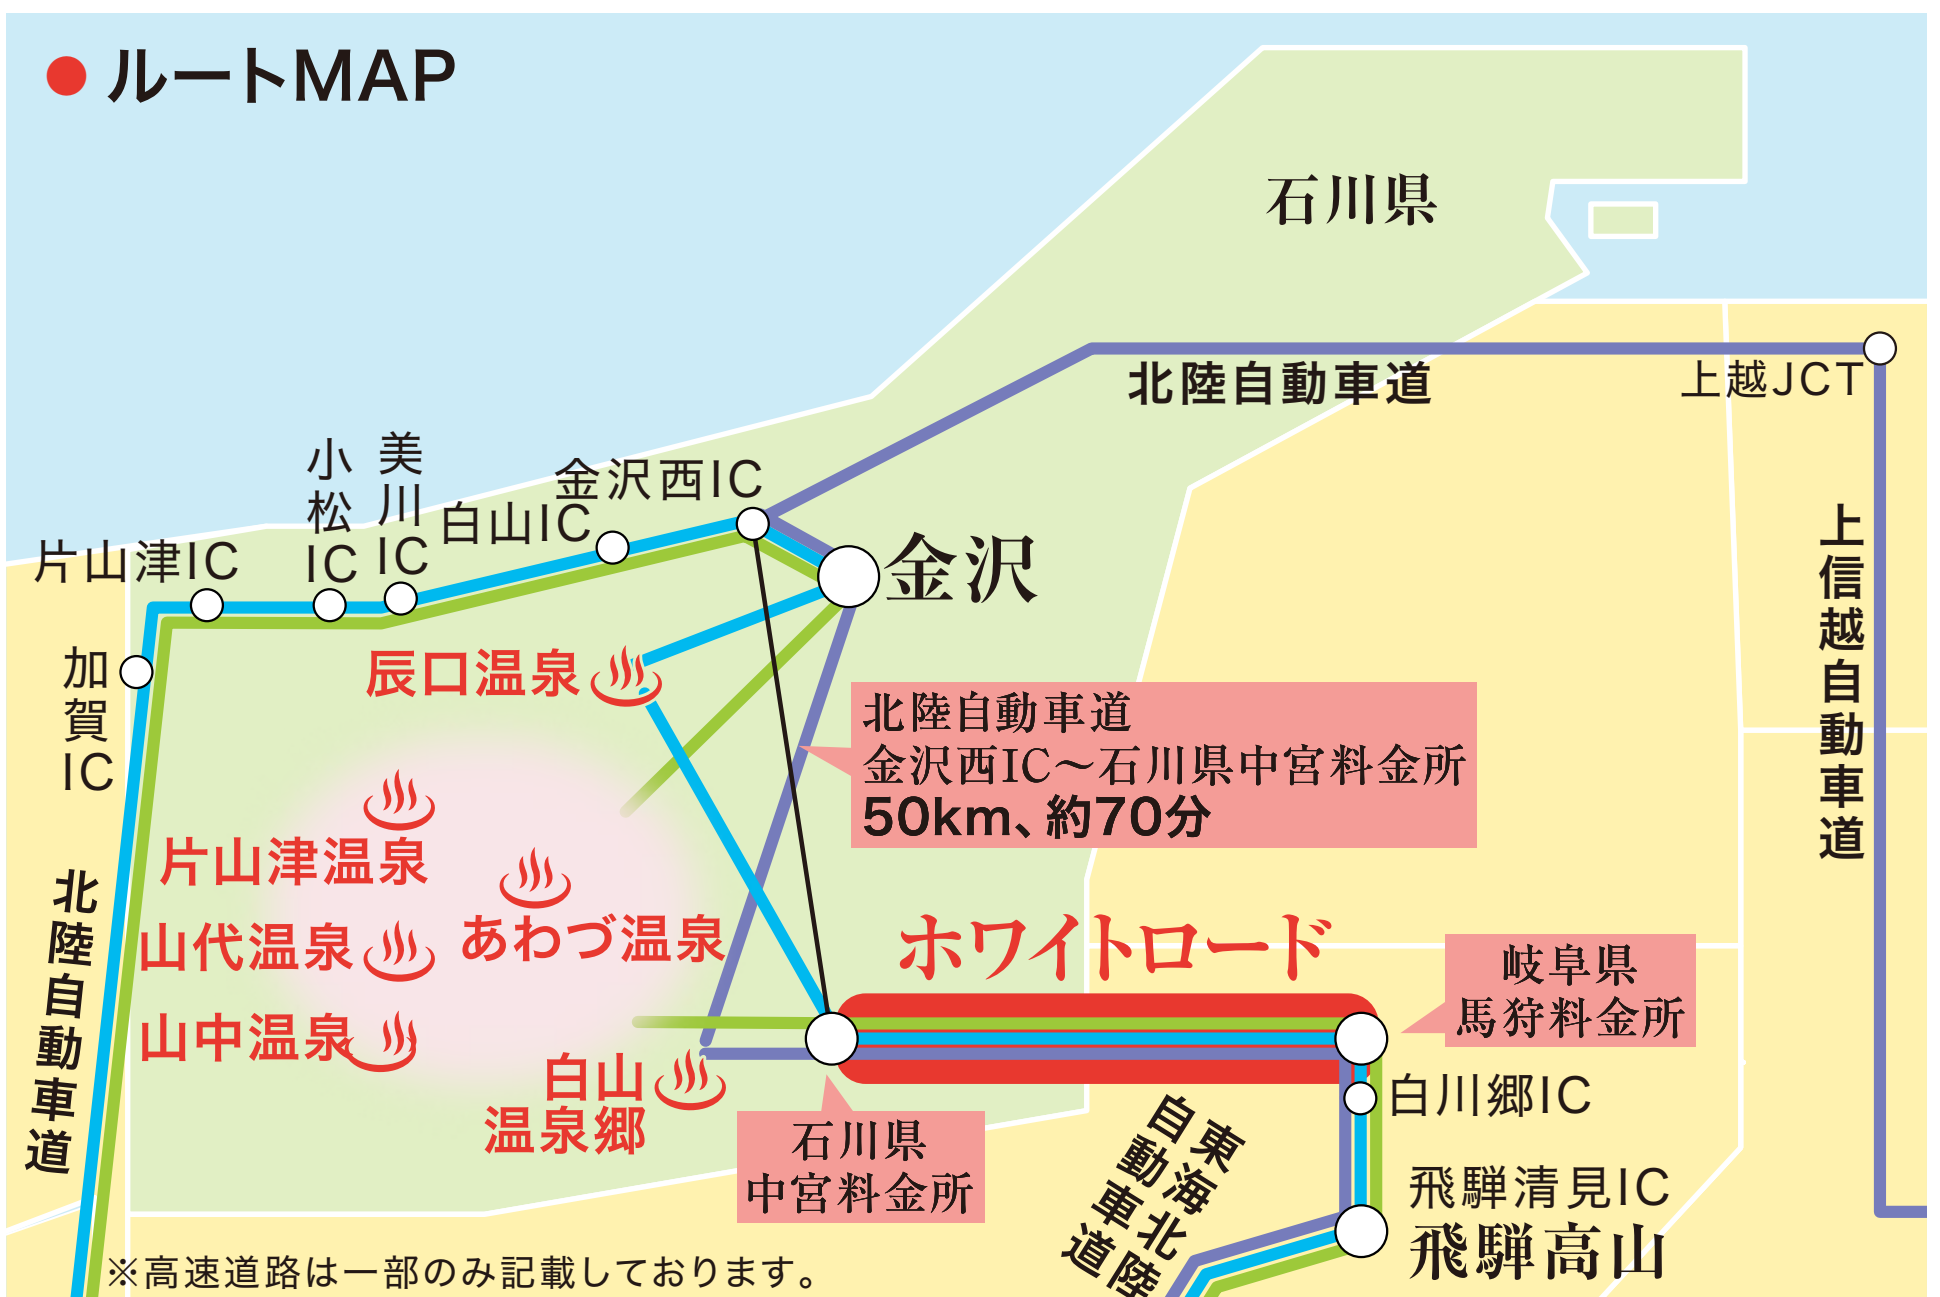 ● ルートMAP
石川県
北陸自動車道
上越JCT
上信越自動車道
金沢西IC
白山IC
美川IC
小松IC
片山津IC
加賀IC
金沢
辰口温泉
北陸自動車道
金沢西IC〜石川県中宮料金所
50km、約70分
片山津温泉
あわづ温泉
山代温泉
山中温泉
白山
温泉郷
北陸自動車道
ホワイトロード
岐阜県
馬狩料金所
石川県
中宮料金所
白川郷IC
飛騨清見IC
飛騨高山
東海北陸
自動車道
※高速道路は一部のみ記載しております。